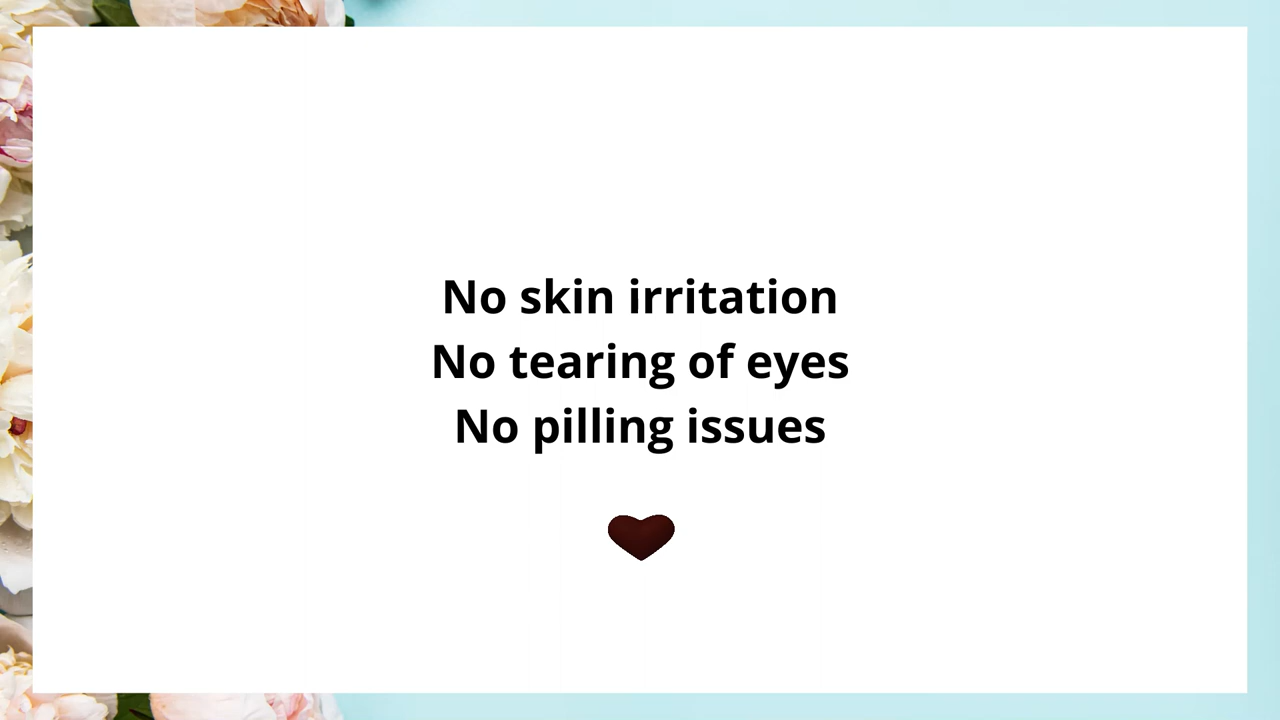 No skin irritation
No tearing of eyes
No pilling issues